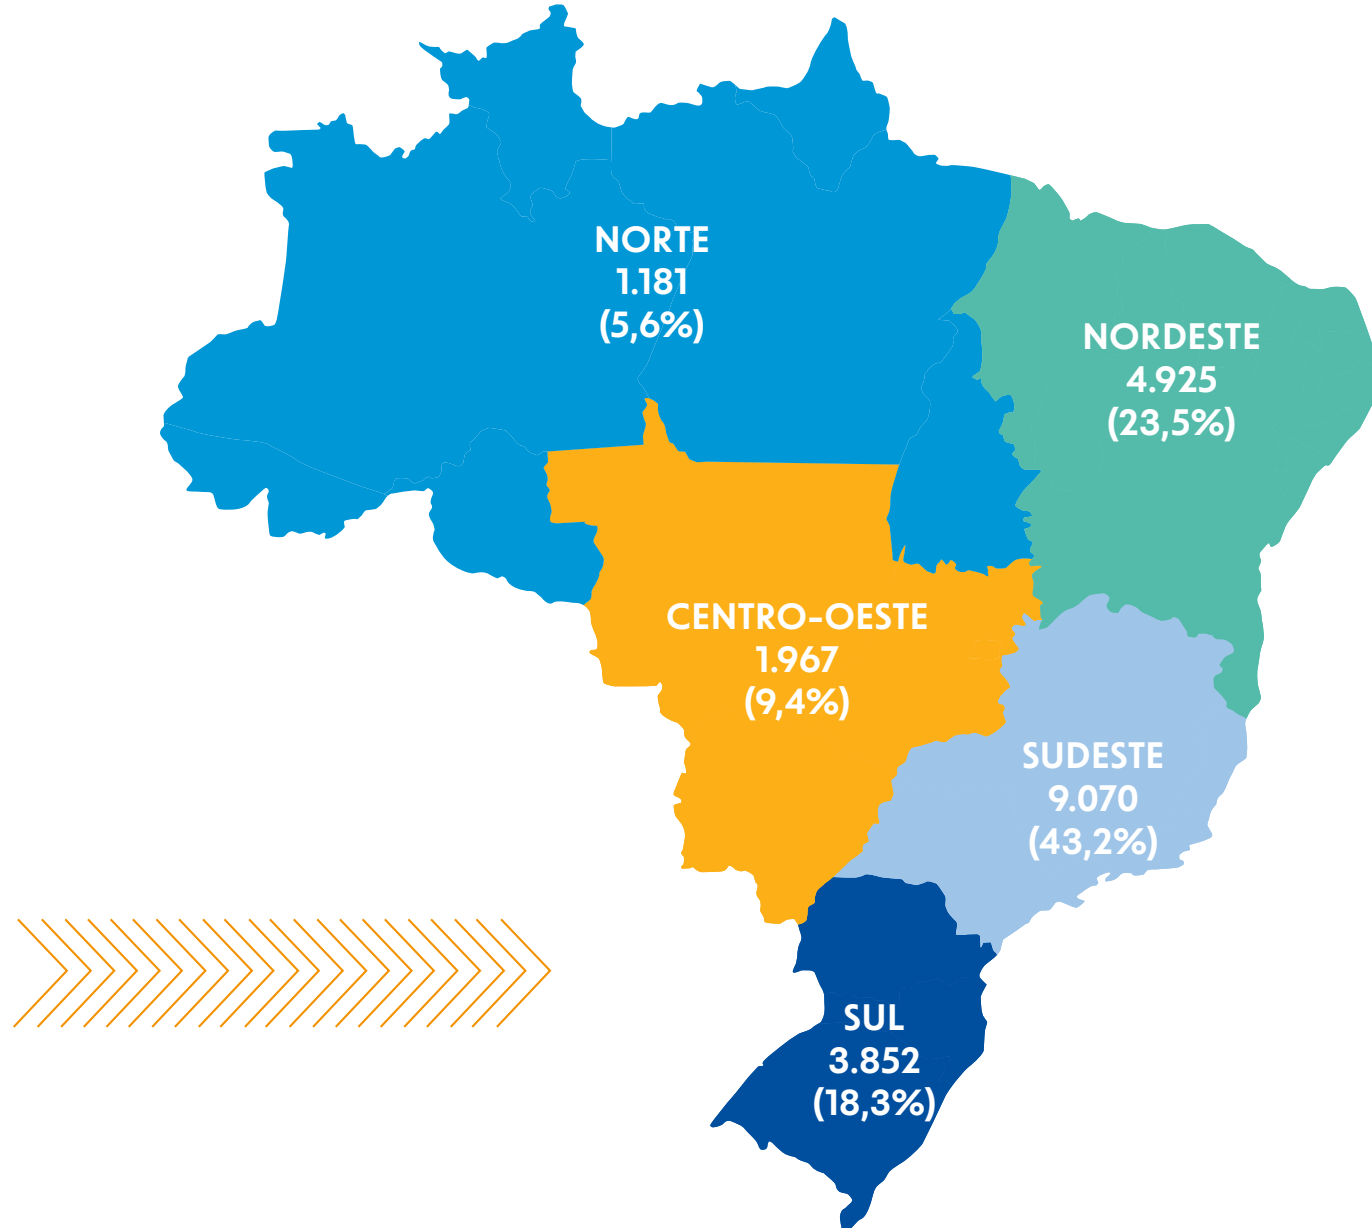 NORTE
1.181
(5,6%)
NORDESTE
4.925
(23,5%)
CENTRO-OESTE
1.967
(9,4%)
SUDESTE
9.070
(43,2%)
SUL
3.852
(18,3%)